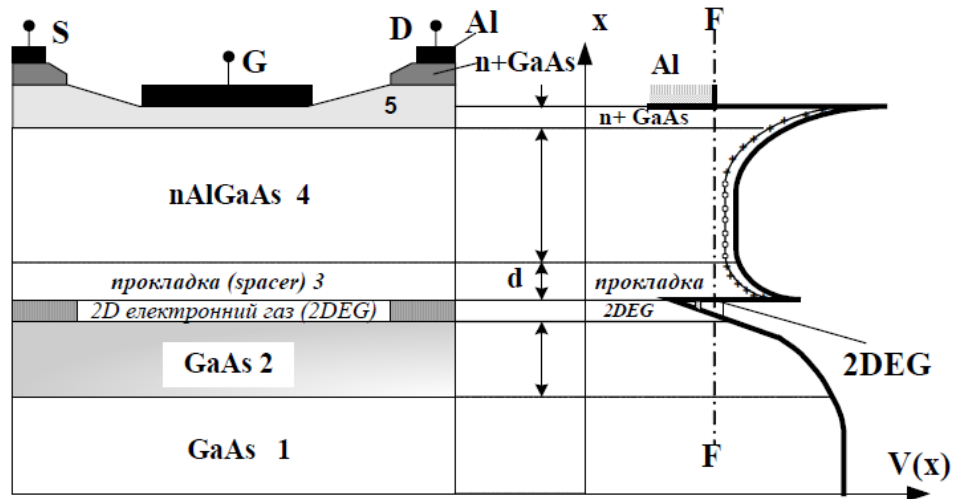 S
G
D
Al
n+GaAs
5
nAlGaAs 4
прокладка (spacer) 3
2D електронний газ (2DEG)
GaAs 2
GaAs 1
d
x
F
Al
n+ GaAs
прокладка
2DEG
2DEG
F
V(x)